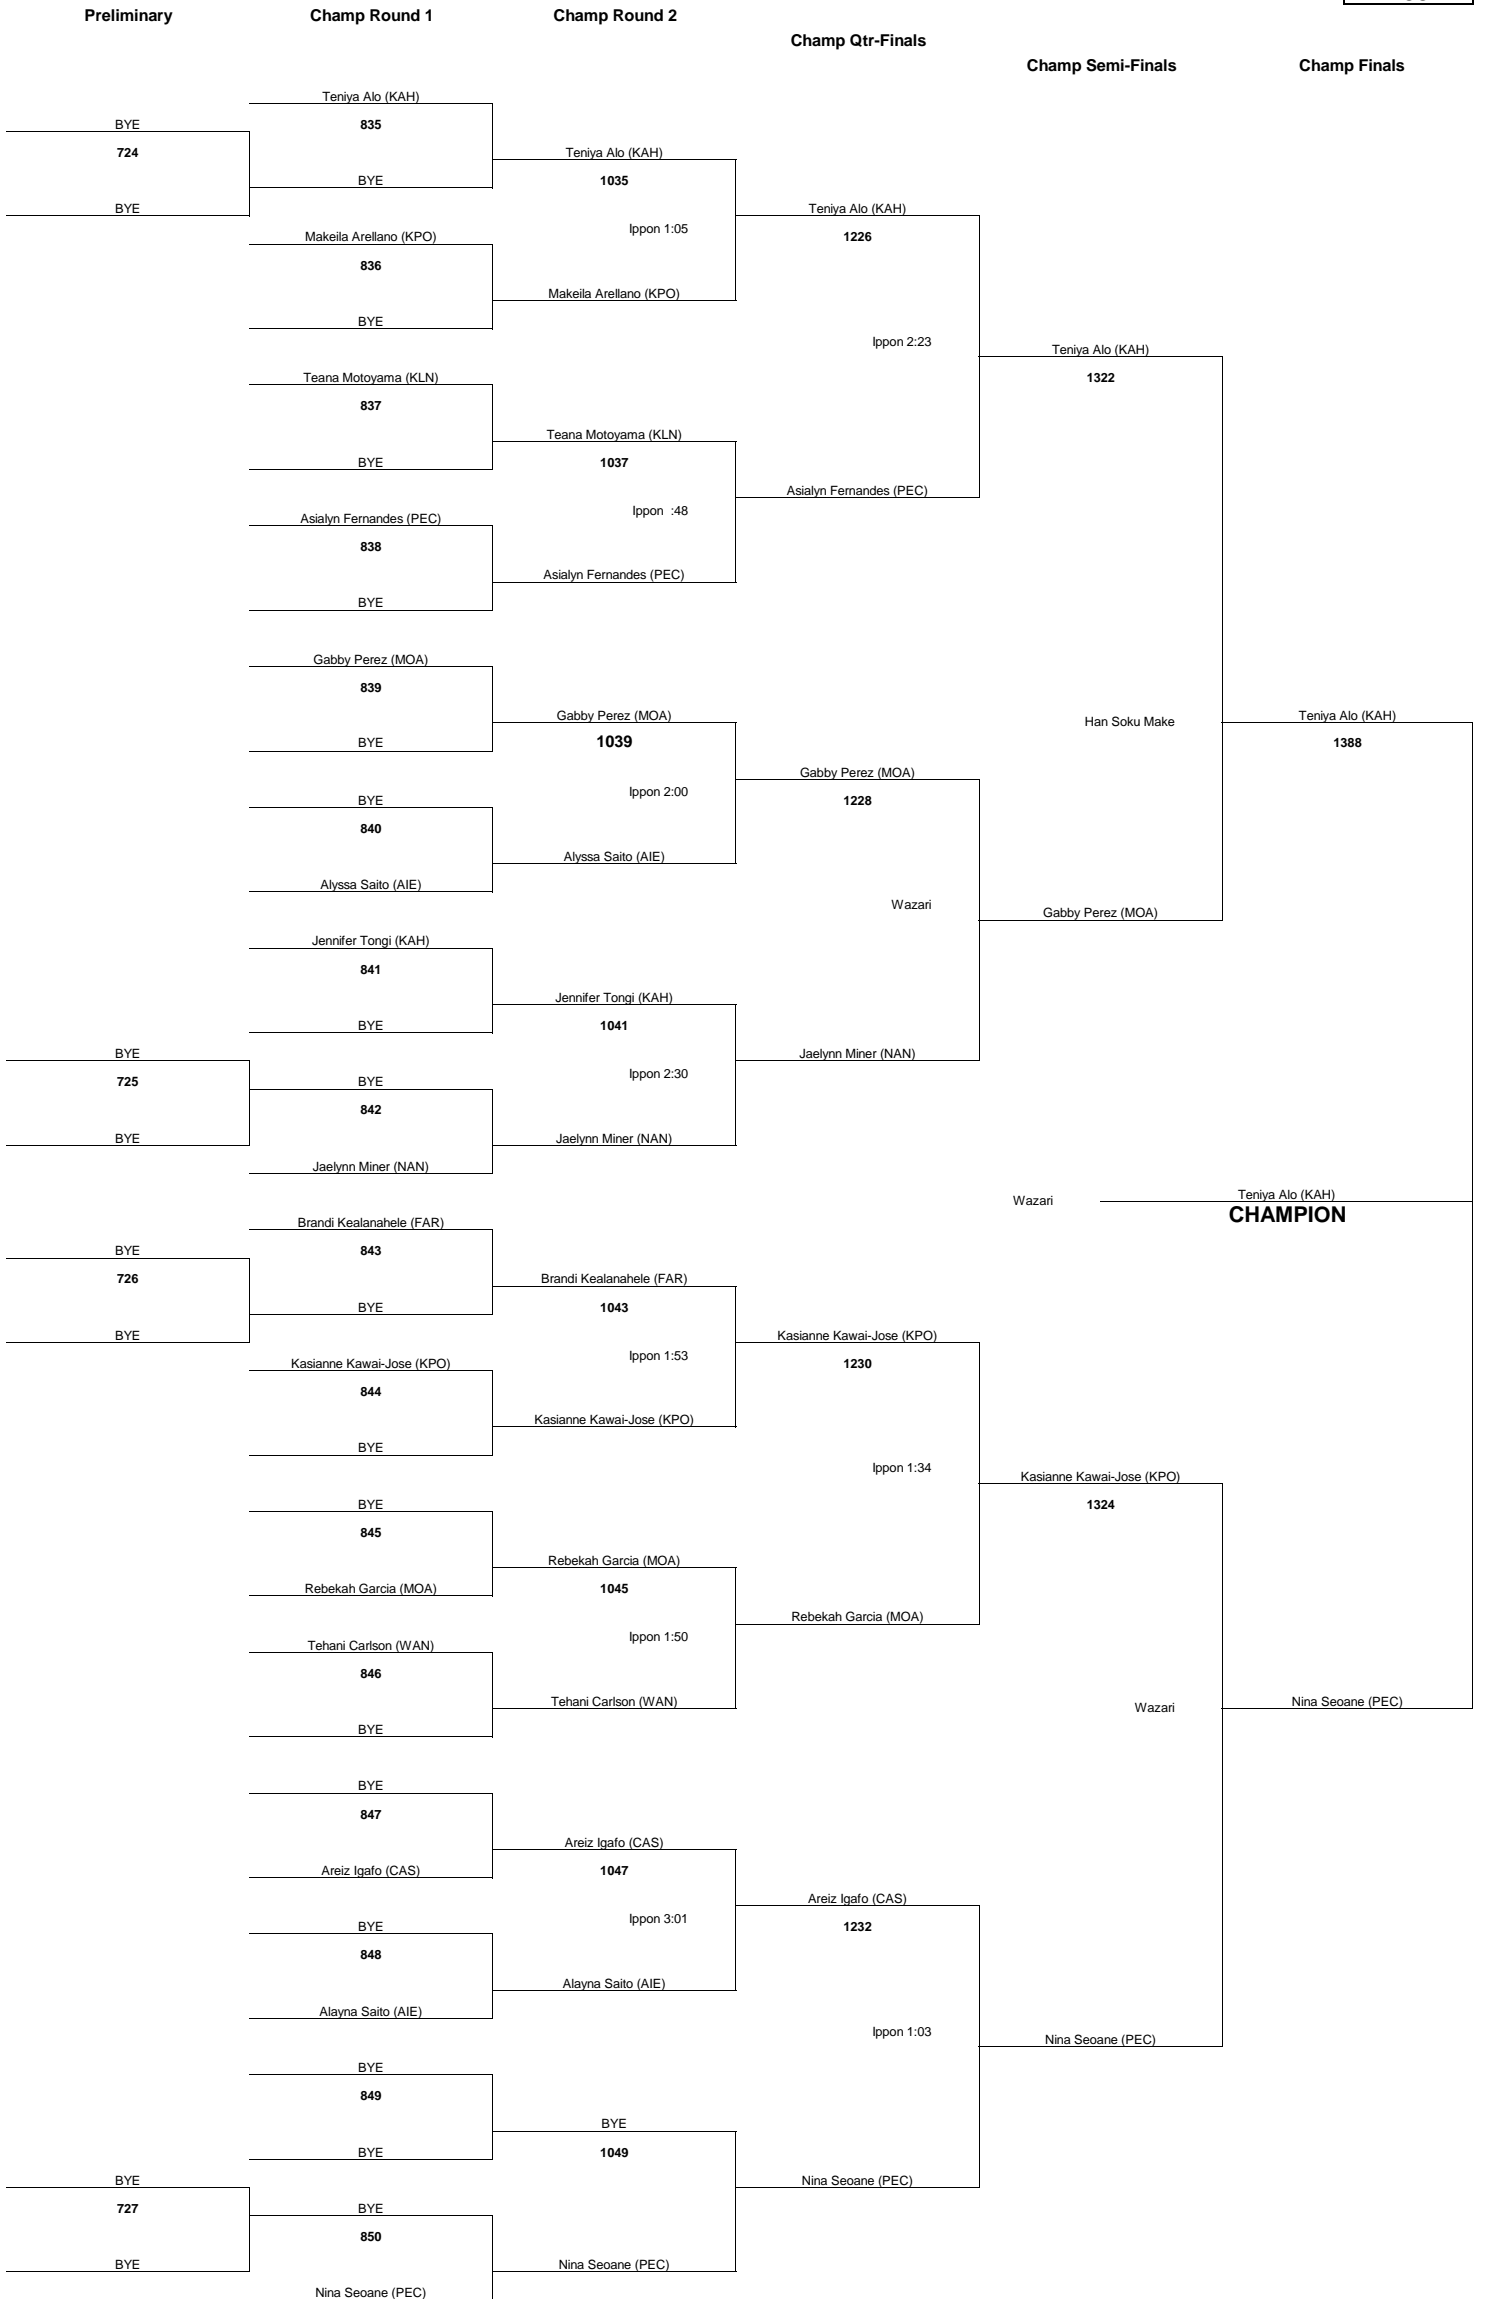 Preliminary
Champ Round 1
Champ Round 2
Champ Qtr-Finals
Champ Semi-Finals
Champ Finals
Teniya Alo (KAH)
BYE
835
724
Teniya Alo (KAH)
BYE
1035
BYE
Teniya Alo (KAH)
Makeila Arellano (KPO)
Ippon 1:05
1226
836
Makeila Arellano (KPO)
BYE
Ippon 2:23
Teniya Alo (KAH)
Teana Motoyama (KLN)
1322
837
Teana Motoyama (KLN)
BYE
1037
Asialyn Fernandes (PEC)
Asialyn Fernandes (PEC)
Ippon :48
838
Asialyn Fernandes (PEC)
BYE
Gabby Perez (MOA)
839
Gabby Perez (MOA)
Han Soku Make
Teniya Alo (KAH)
BYE
1039
1388
Gabby Perez (MOA)
BYE
Ippon 2:00
1228
840
Alyssa Saito (AIE)
Alyssa Saito (AIE)
Wazari
Gabby Perez (MOA)
Jennifer Tongi (KAH)
841
Jennifer Tongi (KAH)
BYE
1041
BYE
Jaelynn Miner (NAN)
725
BYE
Ippon 2:30
842
BYE
Jaelynn Miner (NAN)
Jaelynn Miner (NAN)
Wazari
Teniya Alo (KAH)
CHAMPION
Brandi Kealanahele (FAR)
BYE
843
726
Brandi Kealanahele (FAR)
BYE
1043
BYE
Kasianne Kawai-Jose (KPO)
Kasianne Kawai-Jose (KPO)
Ippon 1:53
1230
844
Kasianne Kawai-Jose (KPO)
BYE
Ippon 1:34
Kasianne Kawai-Jose (KPO)
BYE
1324
845
Rebekah Garcia (MOA)
Rebekah Garcia (MOA)
1045
Rebekah Garcia (MOA)
Tehani Carlson (WAN)
Ippon 1:50
846
Tehani Carlson (WAN)
Wazari
Nina Seoane (PEC)
BYE
BYE
847
Areiz Igafo (CAS)
Areiz Igafo (CAS)
1047
Areiz Igafo (CAS)
BYE
Ippon 3:01
1232
848
Alayna Saito (AIE)
Alayna Saito (AIE)
Ippon 1:03
Nina Seoane (PEC)
BYE
849
BYE
BYE
1049
BYE
Nina Seoane (PEC)
727
BYE
850
BYE
Nina Seoane (PEC)
Nina Seoane (PEC)